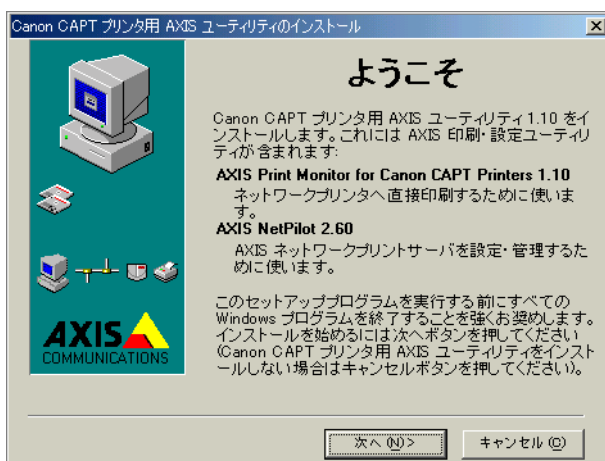 Canon CAPT プリンタ用 AXIS ユーティリティのインストール
ようこそ
Canon CAPT プリンタ用 AXIS ユーティリティ 1.10 をイ
ンストールします。これには AXIS 印刷・設定ユーティリ
ティが含まれます:
AXIS Print Monitor for Canon CAPT Printers 1.10
ネットワークプリンタへ直接印刷するために使いま
す。
AXIS NetPilot 2.60
AXIS ネットワークプリントサーバを設定・管理するた
めに使います。
このセットアッププログラムを実行する前にすべての
Windows プログラムを終了することを強くお奨めします。
インストールを始めるには次へボタンを押してください
(Canon CAPT プリンタ用 AXIS ユーティリティをインスト
ールしない場合はキャンセルボタンを押してください)。
AXIS
COMMUNICATIONS
次へ(N)>
キャンセル(C)